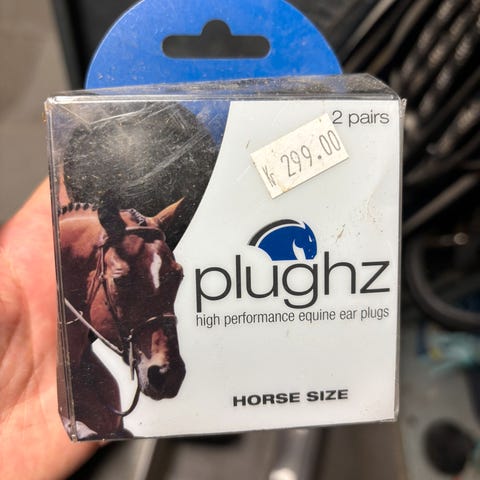 2 pairs
Kr 299.00
plughz
high performance equine ear plugs
HORSE SIZE